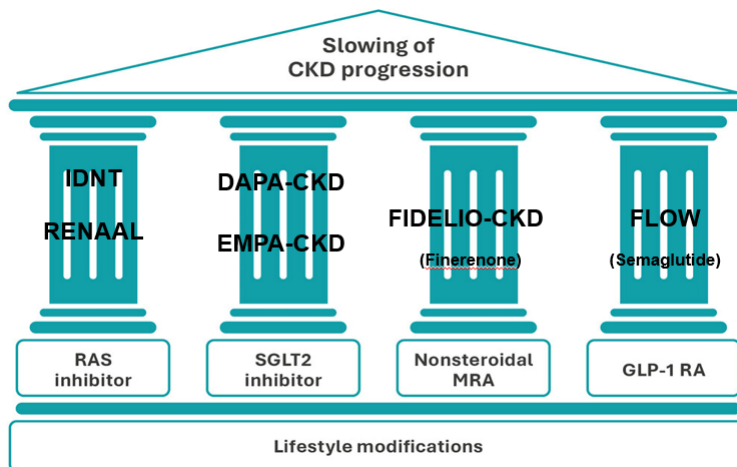 Slowing of
CKD progression
IDNT
RENAAL
DAPA-CKD
EMPA-CKD
FIDELIO-CKD
(Finerenone)
FLOW
(Semaglutide)
RAS
inhibitor
SGLT2
inhibitor
Nonsteroidal
MRA
GLP-1 RA
Lifestyle modifications